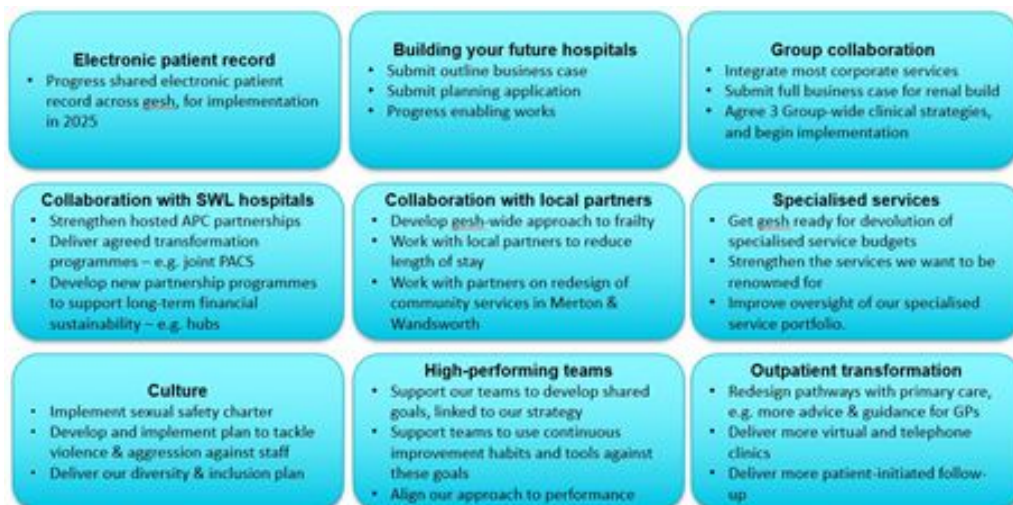 Electronic patient record
• Progress shared electronic patient
record across gesh, for implementation
in 2025
Building your future hospitals
• Submit outline business case
• Submit planning application
• Progress enabling works
Group collaboration
• Integrate most corporate services
• Submit full business case for renal build
• Agree 3 Group-wide clinical strategies,
and begin implementation
Collaboration with SWL hospitals
• Strengthen hosted APC partnerships
• Deliver agreed transformation
programmes – e.g. joint PACS
• Develop new partnership programmes
to support long-term financial
sustainability – e.g. hubs
Collaboration with local partners
• Develop gesh-wide approach to frailty
• Work with local partners to reduce
length of stay
• Work with partners on redesign of
community services in Merton &
Wandsworth
Specialised services
• Get gesh ready for devolution of
specialised service budgets
• Strengthen the services we want to be
renowned for
• Improve oversight of our specialised
service portfolio.
Culture
• Implement sexual safety charter
• Develop and implement plan to tackle
violence & aggression against staff
• Deliver our diversity & inclusion plan
High-performing teams
• Support our teams to develop shared
goals, linked to our strategy
• Support teams to use continuous
improvement habits and tools against
these goals
• Align our approach to performance
Outpatient transformation
• Redesign pathways with primary care,
e.g. more advice & guidance for GPs
• Deliver more virtual and telephone
clinics
• Deliver more patient-initiated follow-
up